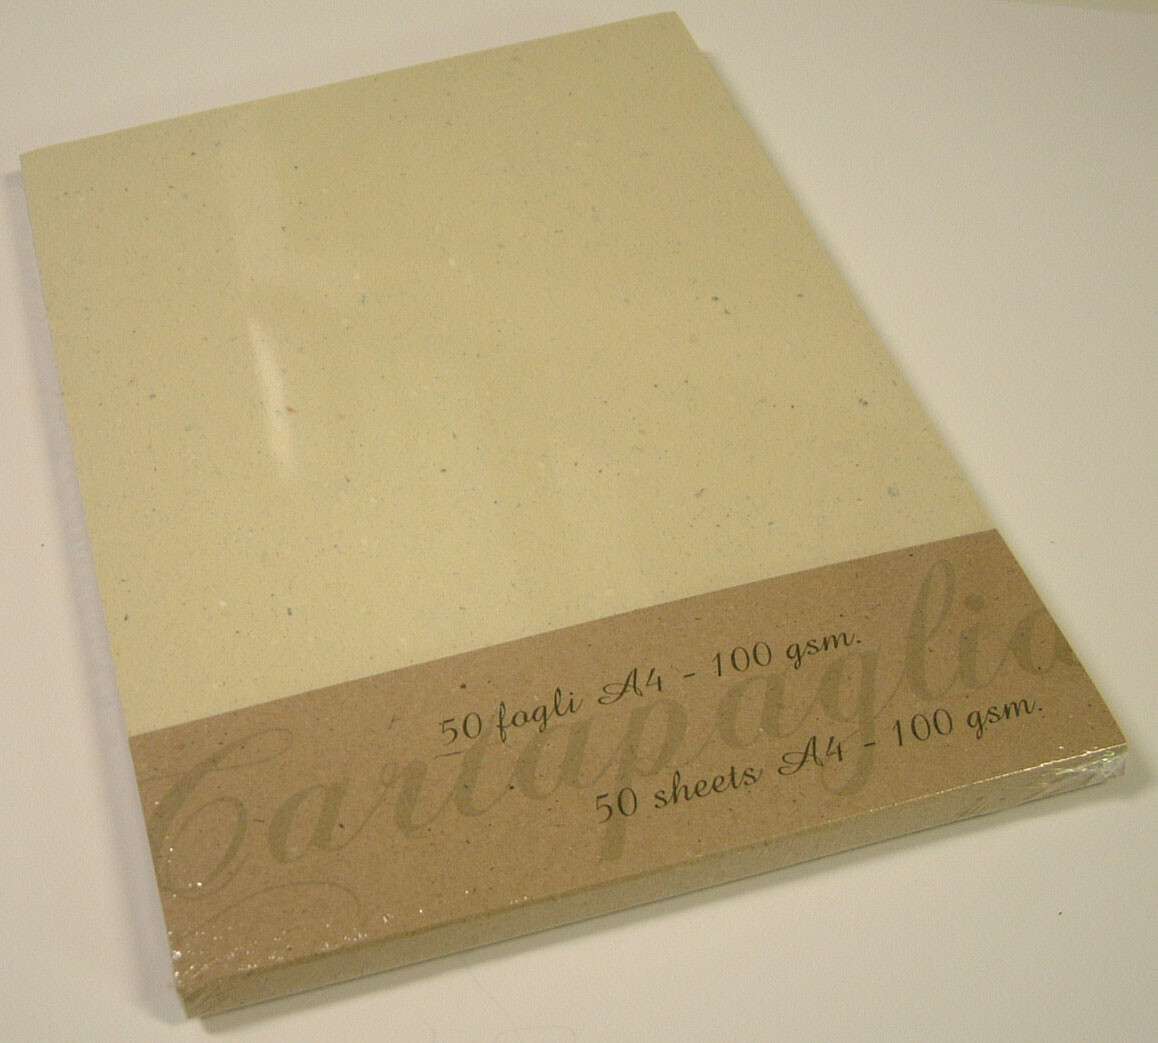 Cartapaglia
50 fogli A4 - 100 gsm.
50 sheets A4 - 100 gsm.